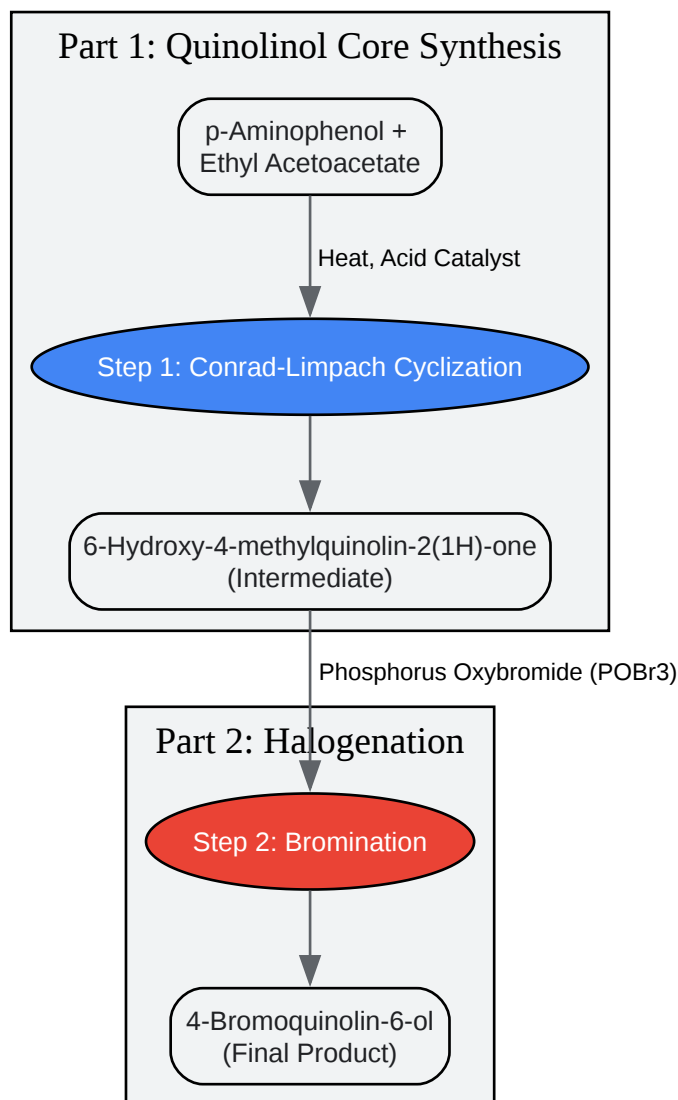 Part 1: Quinolinol Core Synthesis
p-Aminophenol +
Ethyl Acetoacetate
Heat, Acid Catalyst
Step 1: Conrad-Limpach Cyclization
6-Hydroxy-4-methylquinolin-2(1H)-one
(Intermediate)
Phosphorus Oxybromide (POBr3)
Part 2: Halogenation
Step 2: Bromination
4-Bromoquinolin-6-ol
(Final Product)